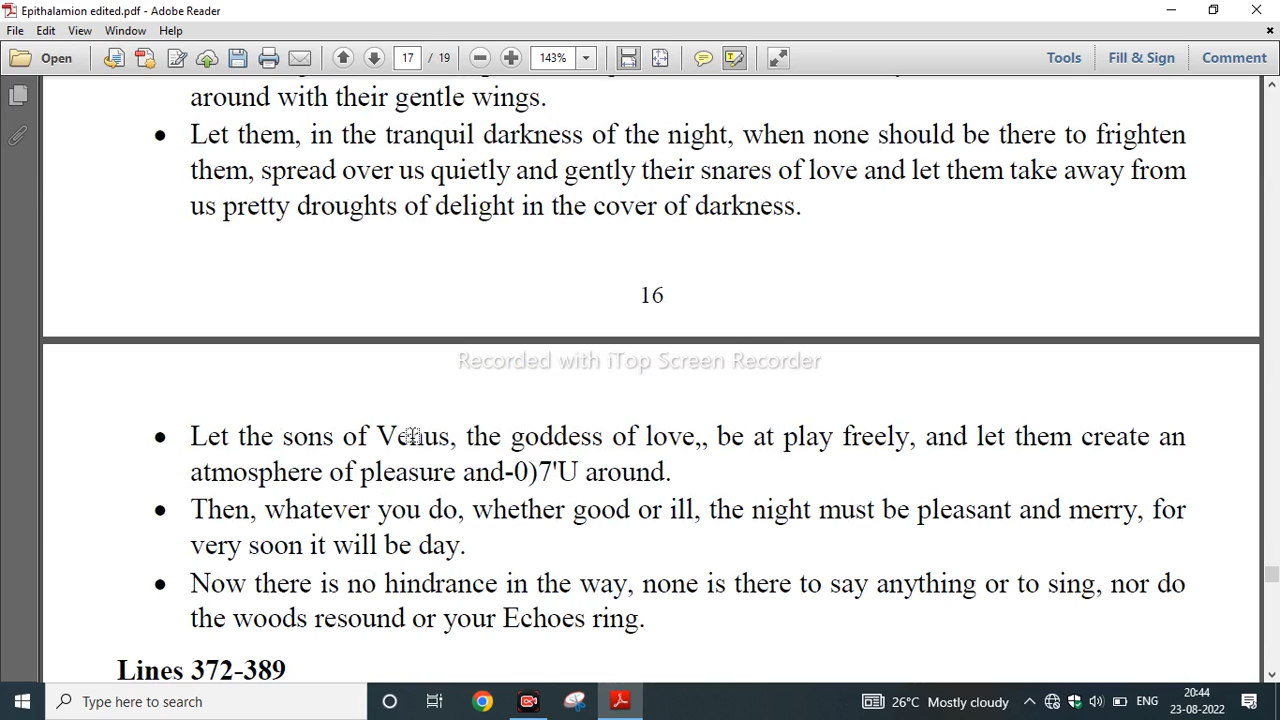 Epithalamion edited.pdf - Adobe Reader
File Edit View Window Help
Open 17 / 19 143% Tools Fill & Sign Comment
around with their gentle wings.
• Let them, in the tranquil darkness of the night, when none should be there to frighten
them, spread over us quietly and gently their snares of love and let them take away from
us pretty droughts of delight in the cover of darkness.
16
Recorded with iTop Screen Recorder
• Let the sons of Venus, the goddess of love,, be at play freely, and let them create an
atmosphere of pleasure and-0)7'U around.
• Then, whatever you do, whether good or ill, the night must be pleasant and merry, for
very soon it will be day.
• Now there is no hindrance in the way, none is there to say anything or to sing, nor do
the woods resound or your Echoes ring.
Lines 372-389
Type here to search 26°C Mostly cloudy ENG 20:44
23-08-2022